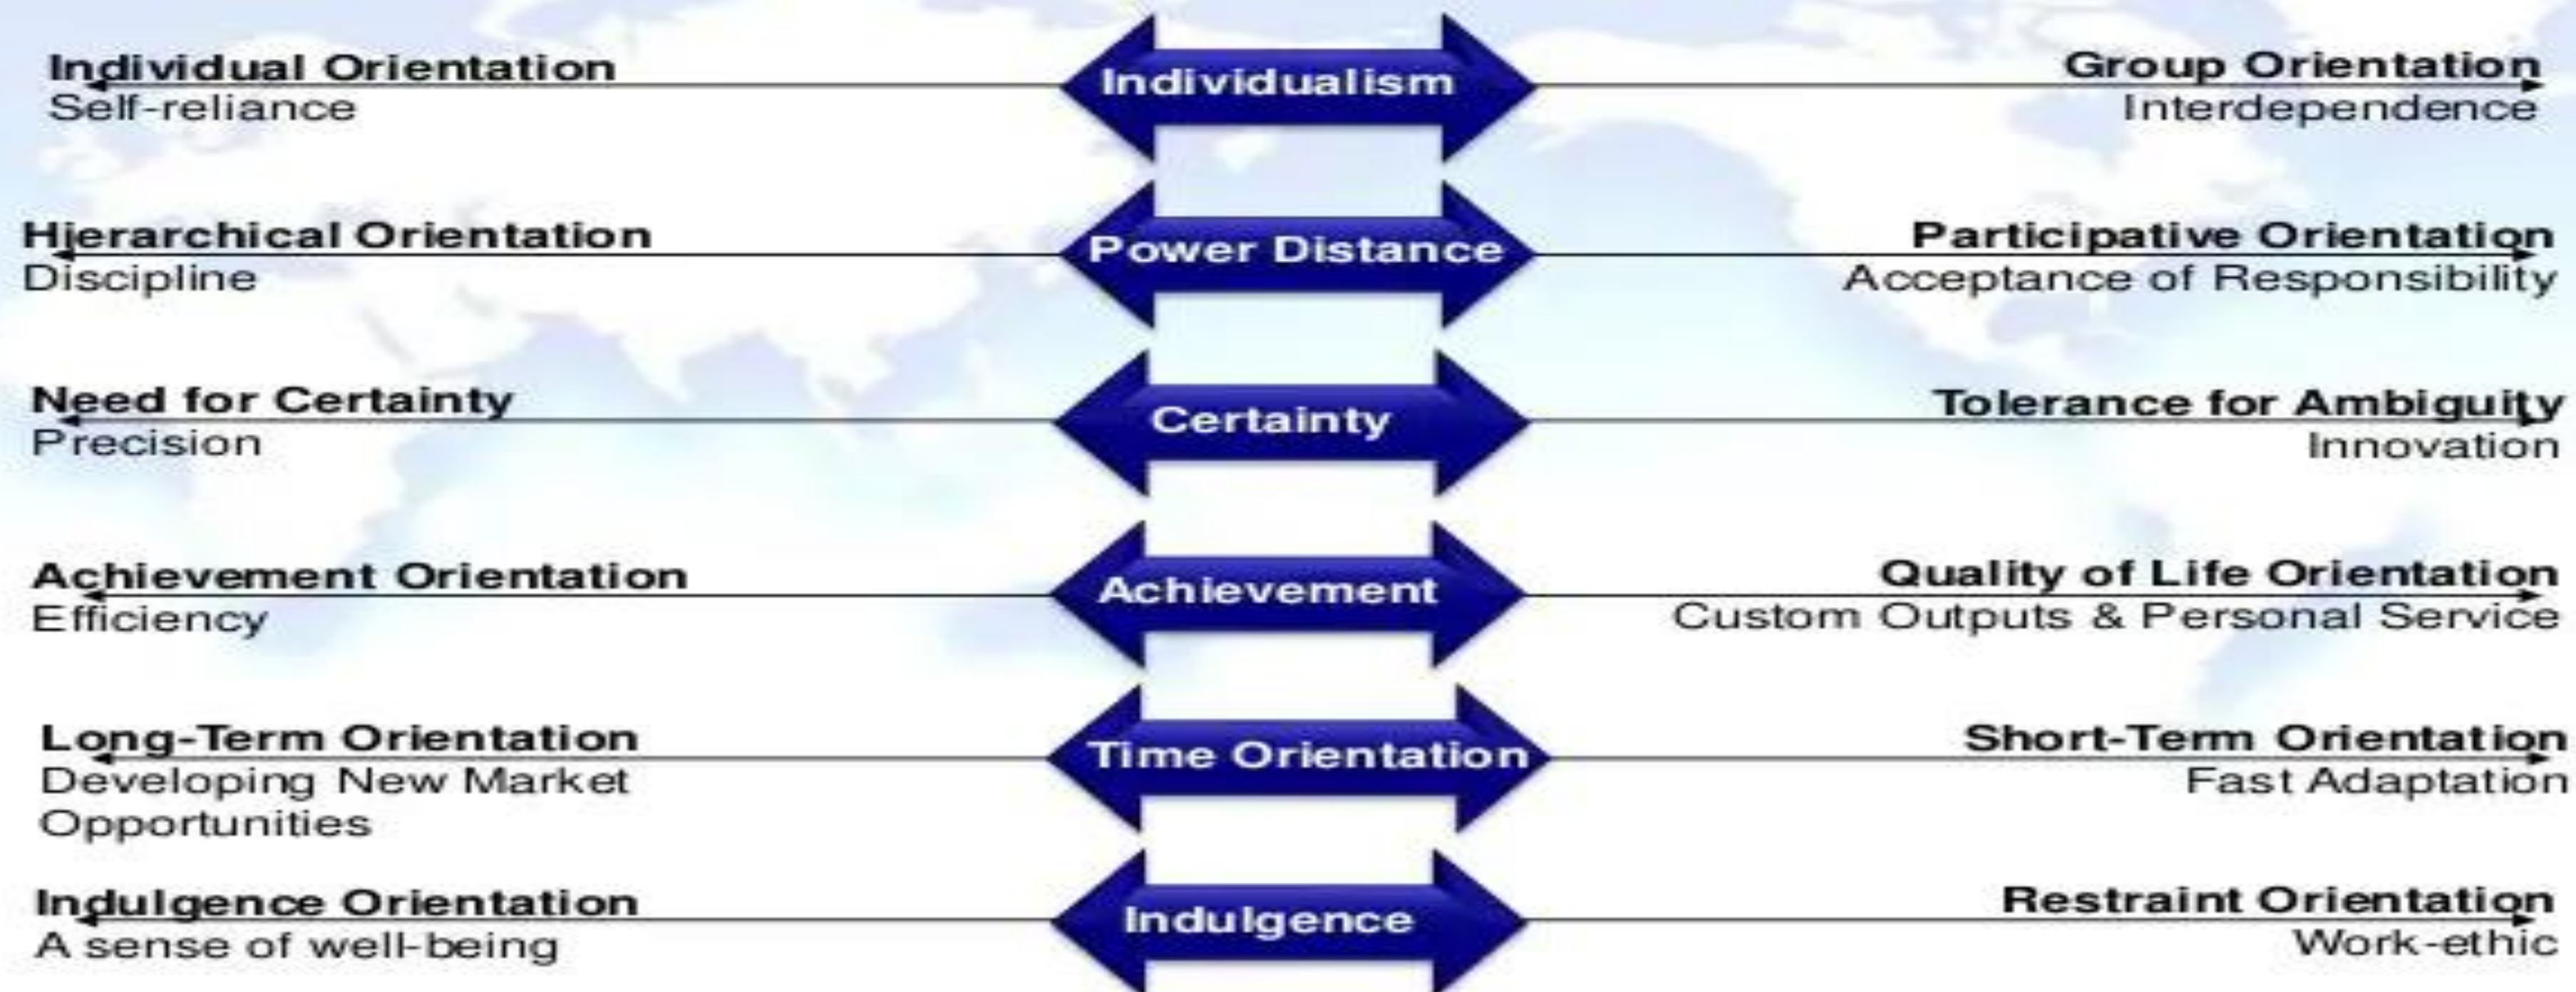 Individual Orientation
Self-reliance
Individualism
Group Orientation
Interdependence
Hierarchical Orientation
Discipline
Power Distance
Participative Orientation
Acceptance of Responsibility
Need for Certainty
Precision
Certainty
Tolerance for Ambiguity
Innovation
Achievement Orientation
Efficiency
Achievement
Quality of Life Orientation
Custom Outputs & Personal Service
Long-Term Orientation
Developing New Market
Opportunities
Time Orientation
Short-Term Orientation
Fast Adaptation
Indulgence Orientation
A sense of well-being
Indulgence
Restraint Orientation
Work-ethic